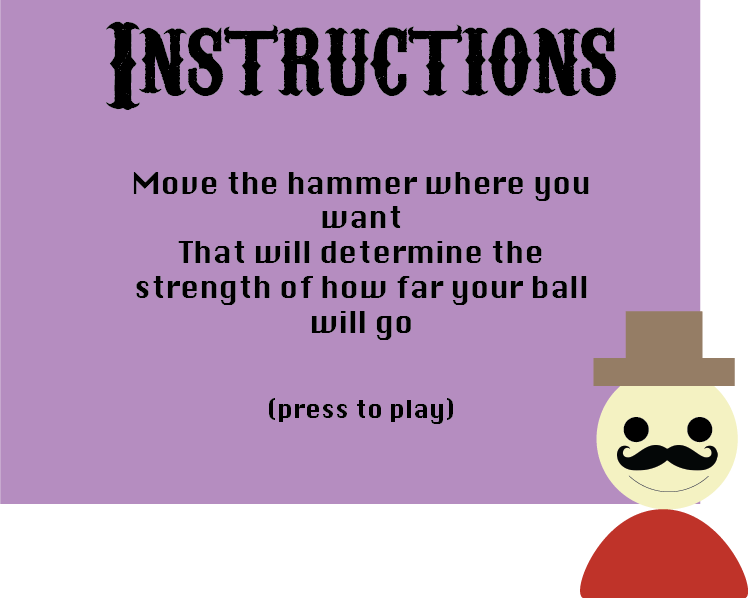 Instructions
Move the hammer where you
want
That will determine the
strength of how far your ball
will go
(press to play)